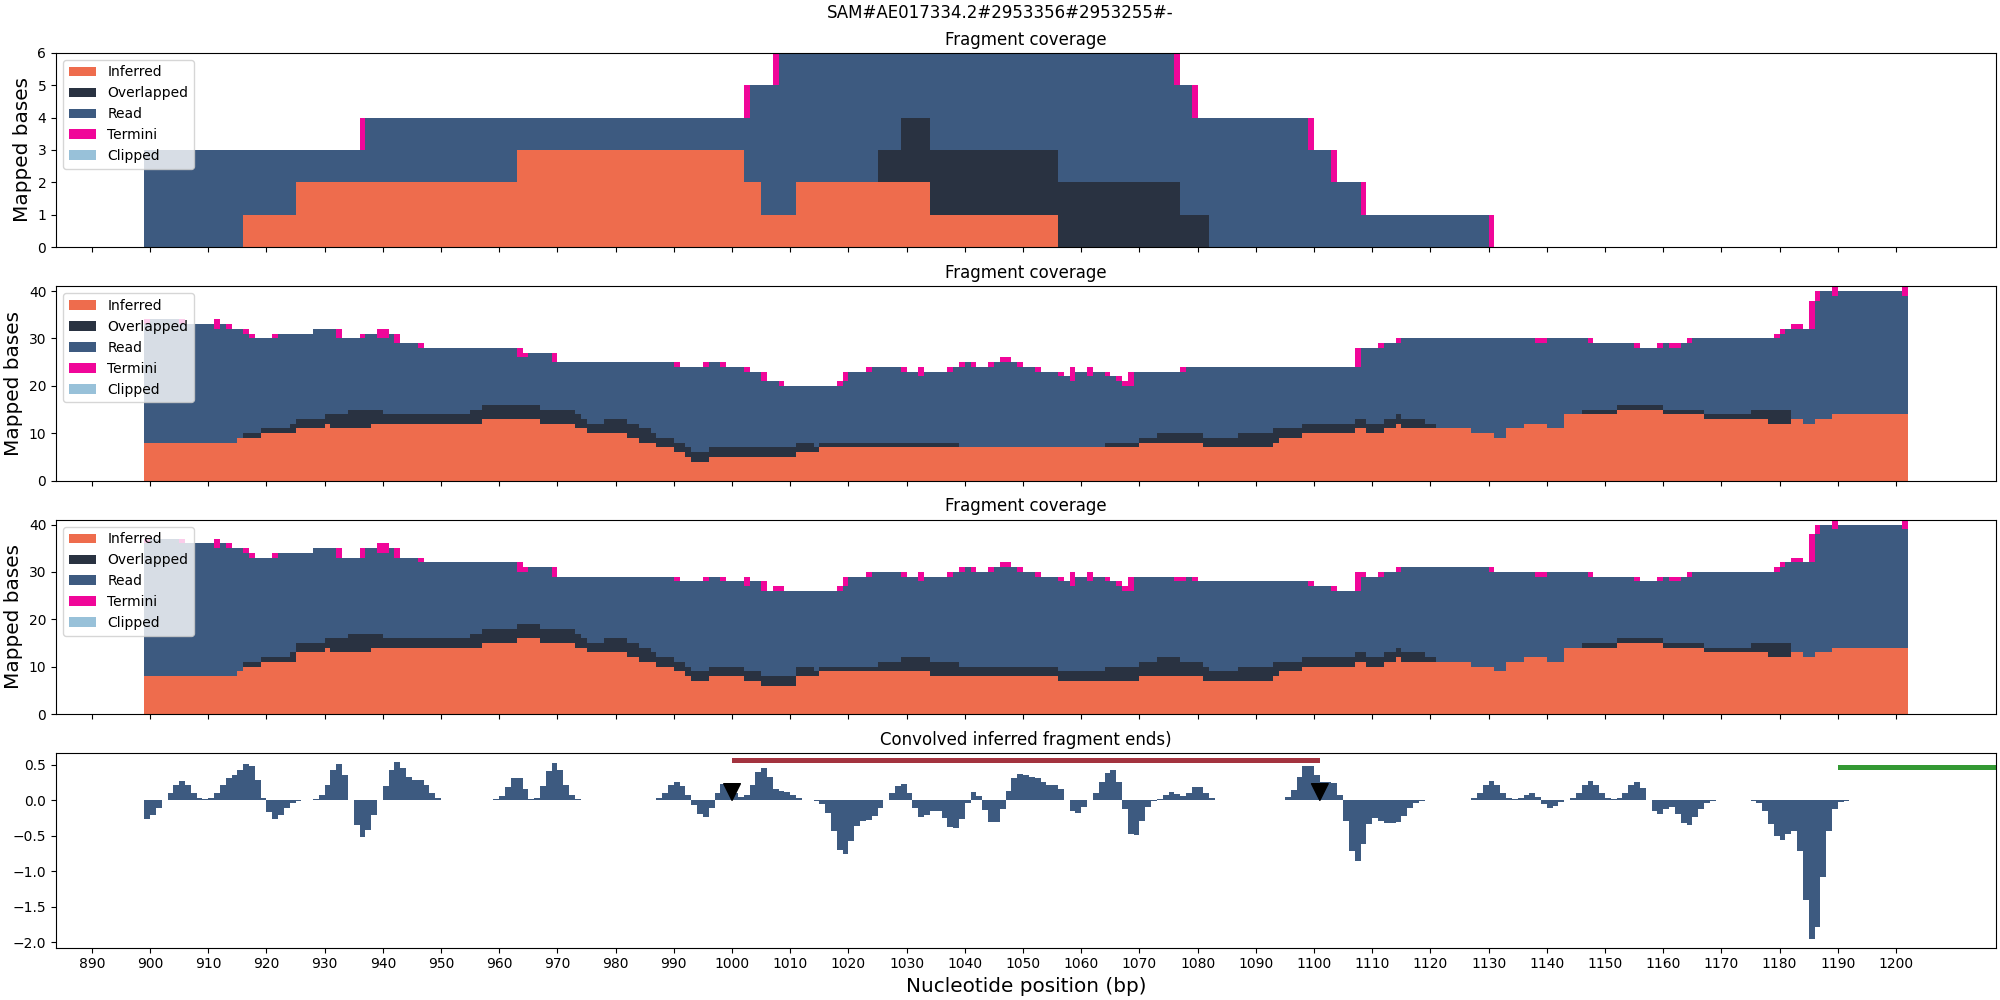 SAM#AE017334.2#2953356#2953255#-
Fragment coverage
Mapped bases
6
5
4
3
2
1
0
Inferred
Overlapped
Read
Termini
Clipped
Fragment coverage
Mapped bases
40
30
20
10
0
Inferred
Overlapped
Read
Termini
Clipped
Fragment coverage
Mapped bases
40
30
20
10
0
Inferred
Overlapped
Read
Termini
Clipped
Convolved inferred fragment ends)
0.5
0.0
−0.5
−1.0
−1.5
−2.0
890 900 910 920 930 940 950 960 970 980 990 1000 1010 1020 1030 1040 1050 1060 1070 1080 1090 1100 1110 1120 1130 1140 1150 1160 1170 1180 1190 1200
Nucleotide position (bp)